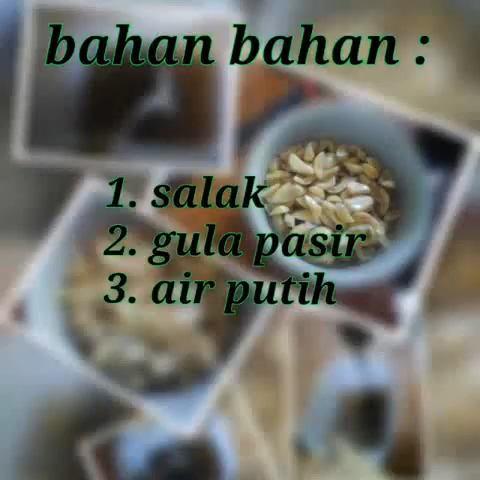 bahan bahan :
1. salak
2. gula pasir
3. air putih